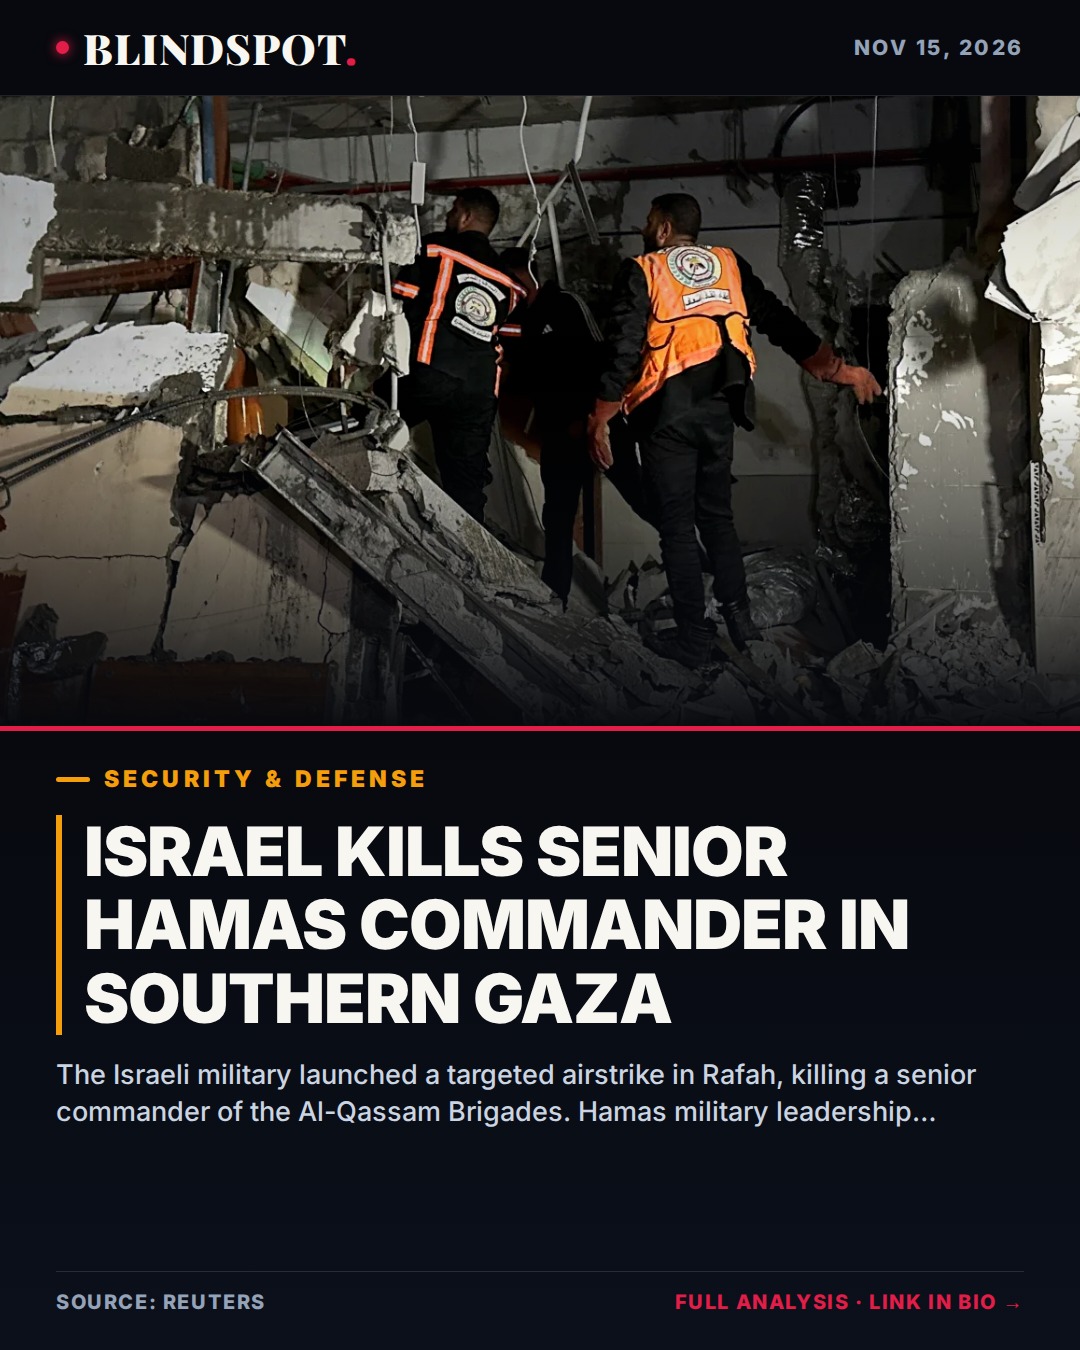 BLINDSPOT.
NOV 15, 2026
SECURITY & DEFENSE
ISRAEL KILLS SENIOR
HAMAS COMMANDER IN
SOUTHERN GAZA
The Israeli military launched a targeted airstrike in Rafah, killing a senior
commander of the Al-Qassam Brigades. Hamas military leadership...
SOURCE: REUTERS
FULL ANALYSIS · LINK IN BIO →